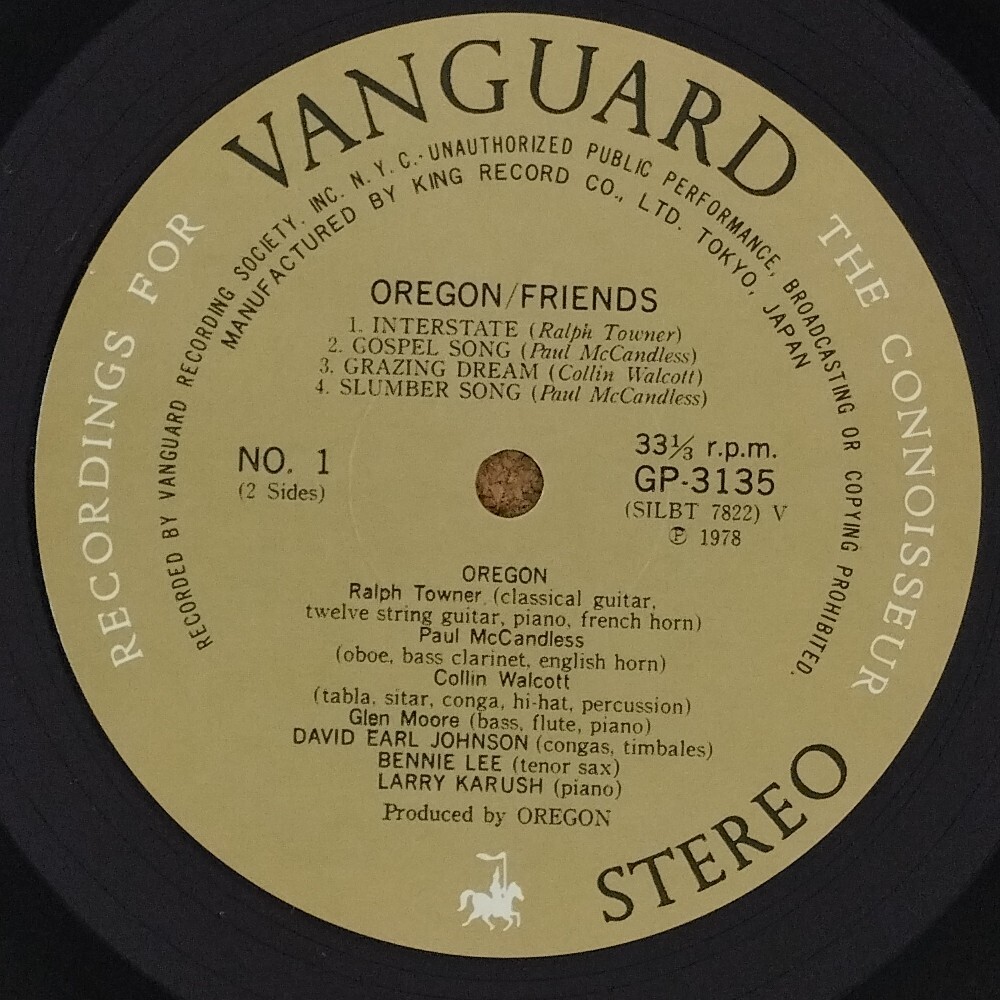 VANGUARD
RECORDINGS FOR THE CONNOISSEUR
RECORDED BY VANGUARD RECORDING SOCIETY, INC. N.Y.C.·UNAUTHORIZED PUBLIC PERFORMANCE, BROADCASTING OR COPYING PROHIBITED.
MANUFACTURED BY KING RECORD CO., LTD. TOKYO, JAPAN
OREGON/FRIENDS
1. INTERSTATE (Ralph Towner)
2. GOSPEL SONG (Paul McCandless)
3. GRAZING DREAM (Collin Walcott)
4. SLUMBER SONG (Paul McCandless)
NO. 1
(2 Sides)
33⅓ r.p.m.
GP-3135
(SILBT 7822) V
Ⓟ 1978
OREGON
Ralph Towner (classical guitar,
twelve string guitar, piano, french horn)
Paul McCandless
(oboe, bass clarinet, english horn)
Collin Walcott
(tabla, sitar, conga, hi-hat, percussion)
Glen Moore (bass, flute, piano)
DAVID EARL JOHNSON (congas, timbales)
BENNIE LEE (tenor sax)
LARRY KARUSH (piano)
Produced by OREGON
STEREO